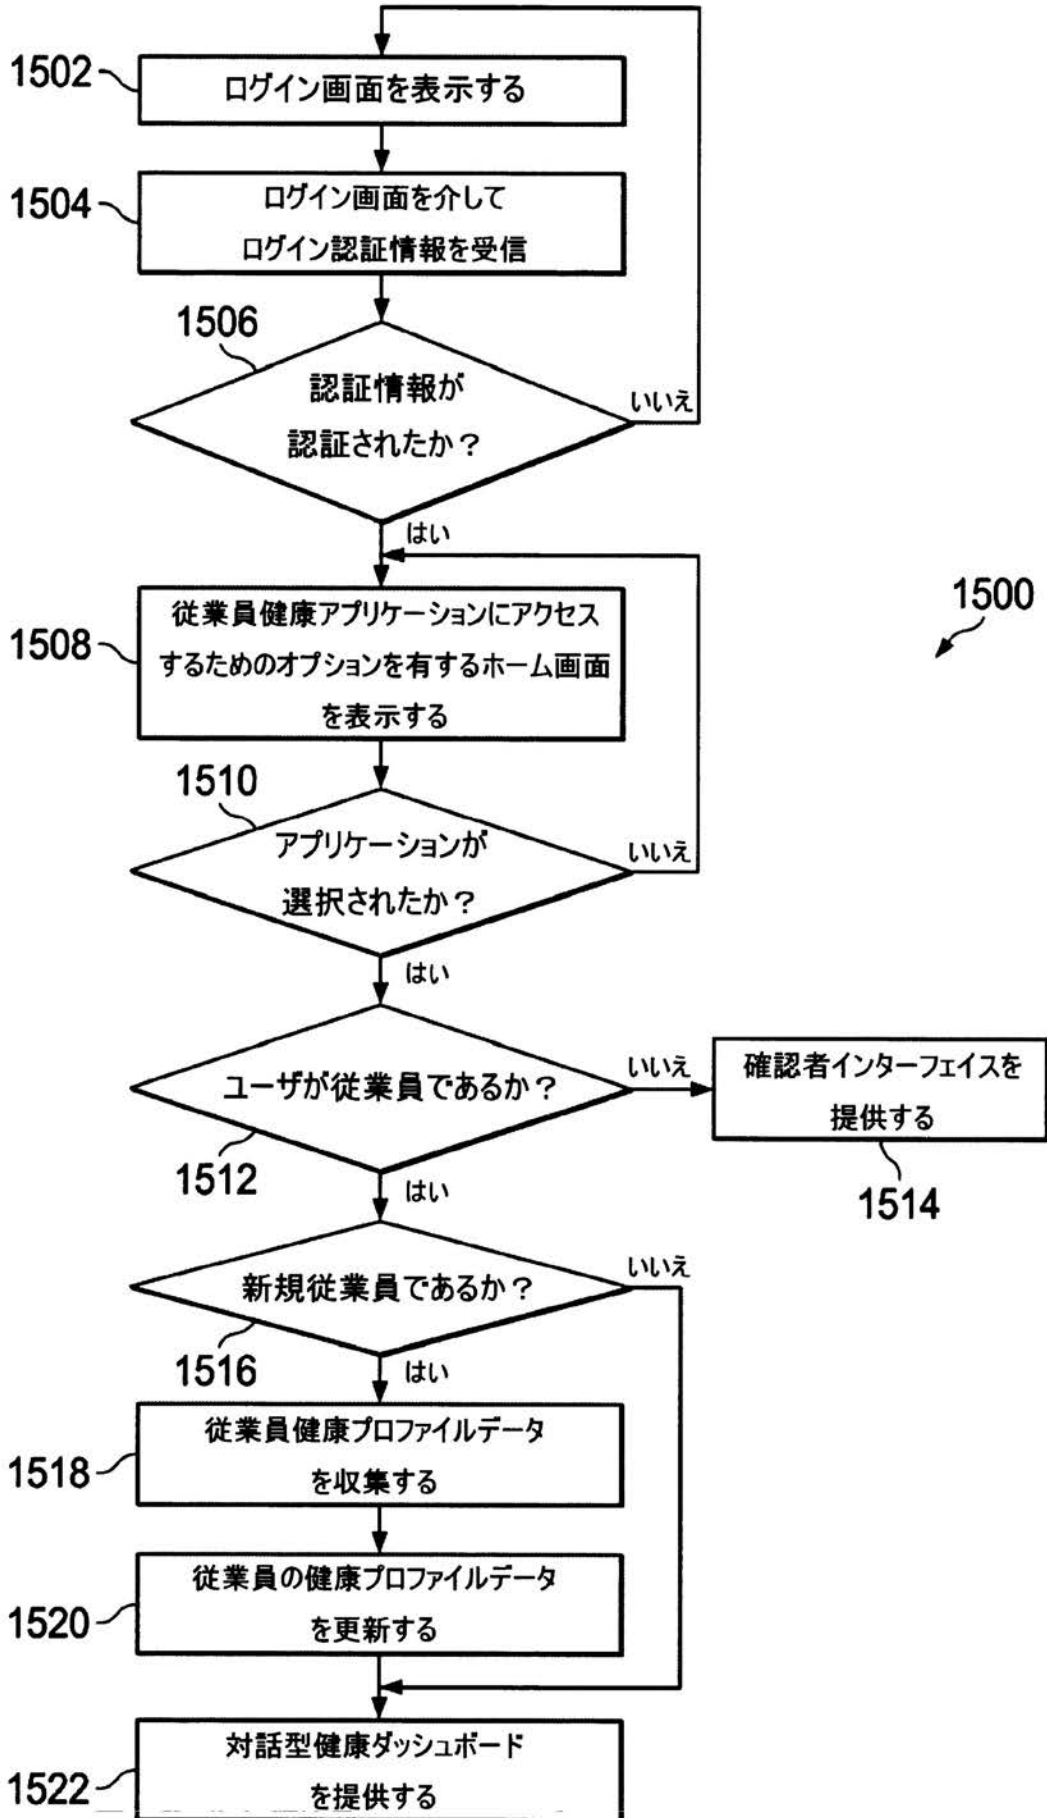 1502
ログイン画面を表示する
1504
ログイン画面を介して
ログイン認証情報を受信
1506
認証情報が
認証されたか？
いいえ
はい
1500
1508
従業員健康アプリケーションにアクセス
するためのオプションを有するホーム画面
を表示する
1510
アプリケーションが
選択されたか？
いいえ
はい
ユーザが従業員であるか？
いいえ
確認者インターフェイスを
提供する
1512
はい
1514
新規従業員であるか？
いいえ
1516
はい
1518
従業員健康プロファイルデータ
を収集する
1520
従業員の健康プロファイルデータ
を更新する
1522
対話型健康ダッシュボード
を提供する